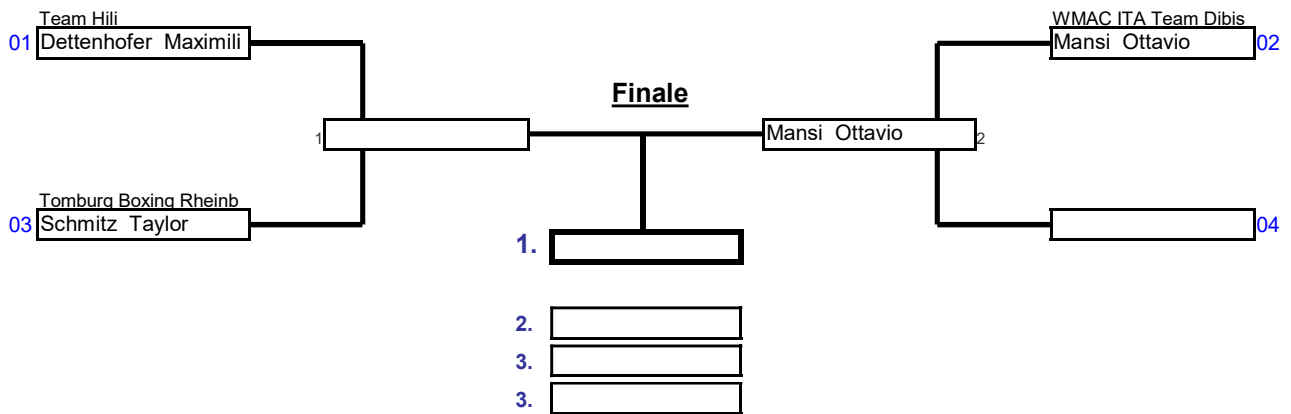 Team Hili
WMAC ITA Team Dibis
01 Dettenhofer Maximili
Mansi Ottavio 02
Finale
1
Mansi Ottavio 2
Tomburg Boxing Rheinb
03 Schmitz Taylor
04
1.
2.
3.
3.